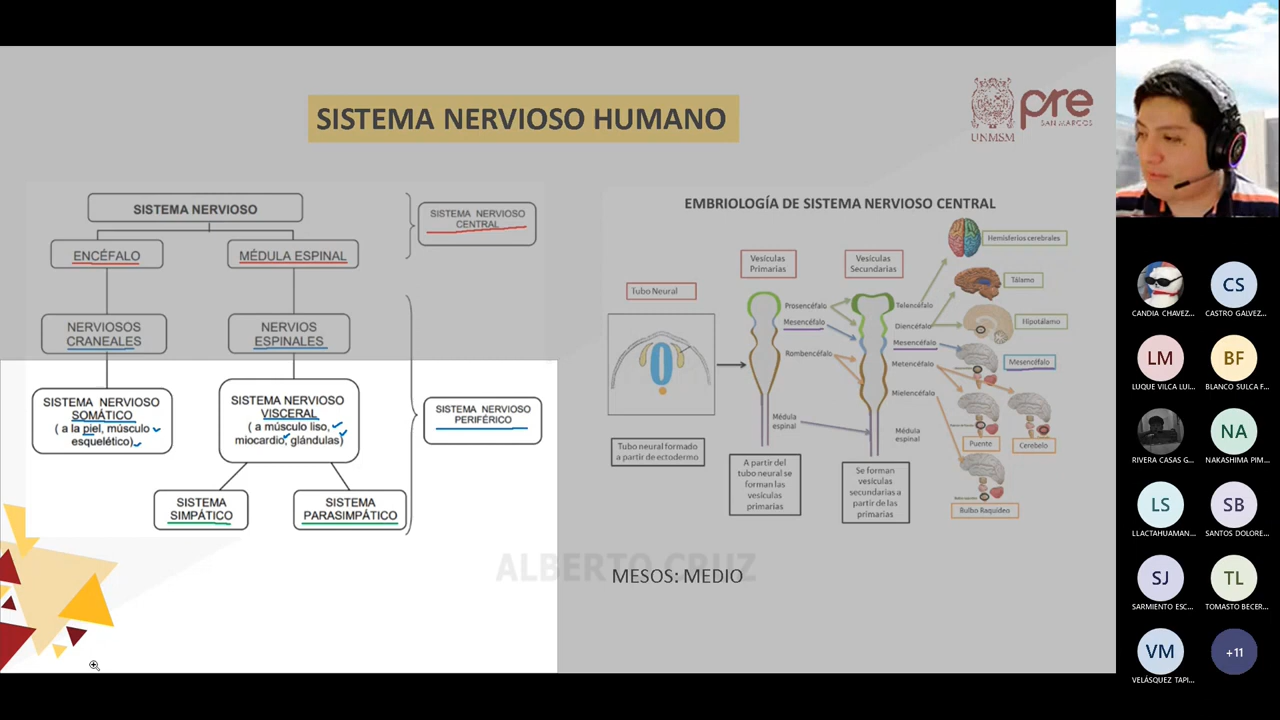 SISTEMA NERVIOSO HUMANO
UNMSM
pre
SAN MARCOS
SISTEMA NERVIOSO
SISTEMA NERVIOSO
CENTRAL
ENCÉFALO
MÉDULA ESPINAL
NERVIOSOS
CRANEALES
NERVIOS
ESPINALES
SISTEMA NERVIOSO
SOMÁTICO
( a la piel, músculo
esquelético)
SISTEMA NERVIOSO
VISCERAL
( a músculo liso,
miocardio, glándulas)
SISTEMA NERVIOSO
PERIFÉRICO
SISTEMA
SIMPÁTICO
SISTEMA
PARASIMPÁTICO
EMBRIOLOGÍA DE SISTEMA NERVIOSO CENTRAL
Tubo Neural
Vesículas
Primarias
Vesículas
Secundarias
Prosencéfalo
Mesencéfalo
Rombencéfalo
Médula
espinal
Telencéfalo
Diencéfalo
Mesencéfalo
Metencéfalo
Mielencéfalo
Médula
espinal
Hemisferios cerebrales
Tálamo
Hipotálamo
Mesencéfalo
Puente
Cerebelo
Bulbo Raquídeo
Tubo neural formado
a partir de ectodermo
A partir del
tubo neural se
forman las
vesículas
primarias
Se forman
vesículas
secundarias a
partir de las
primarias
ALBERTO CRUZ
MESOS: MEDIO
CANDIA CHAVEZ...
CS
CASTRO GALVEZ...
LM
LUQUE VILCA LUI...
BF
BLANCO SULCA F...
RIVERA CASAS G...
NA
NAKASHIMA PIM...
LS
LLACTAHUAMAN...
SB
SANTOS DOLORE...
SJ
SARMIENTO ESC...
TL
TOMASTO BECER...
VM
VELÁSQUEZ TAPI...
+11